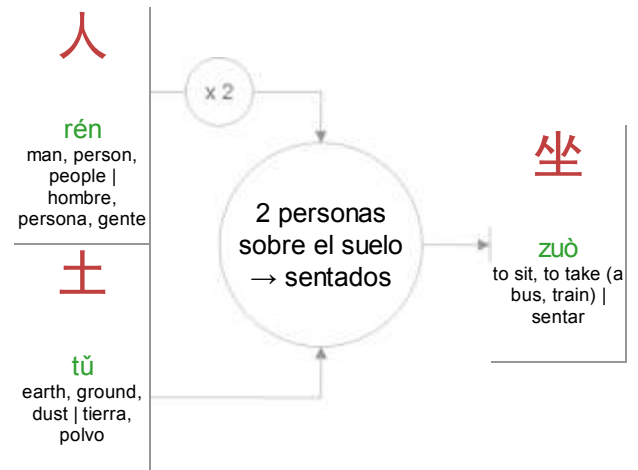 人
rén
man, person,
people |
hombre,
persona, gente
x 2
土
tǔ
earth, ground,
dust | tierra,
polvo
2 personas
sobre el suelo
→ sentados
坐
zuò
to sit, to take (a
bus, train) |
sentar